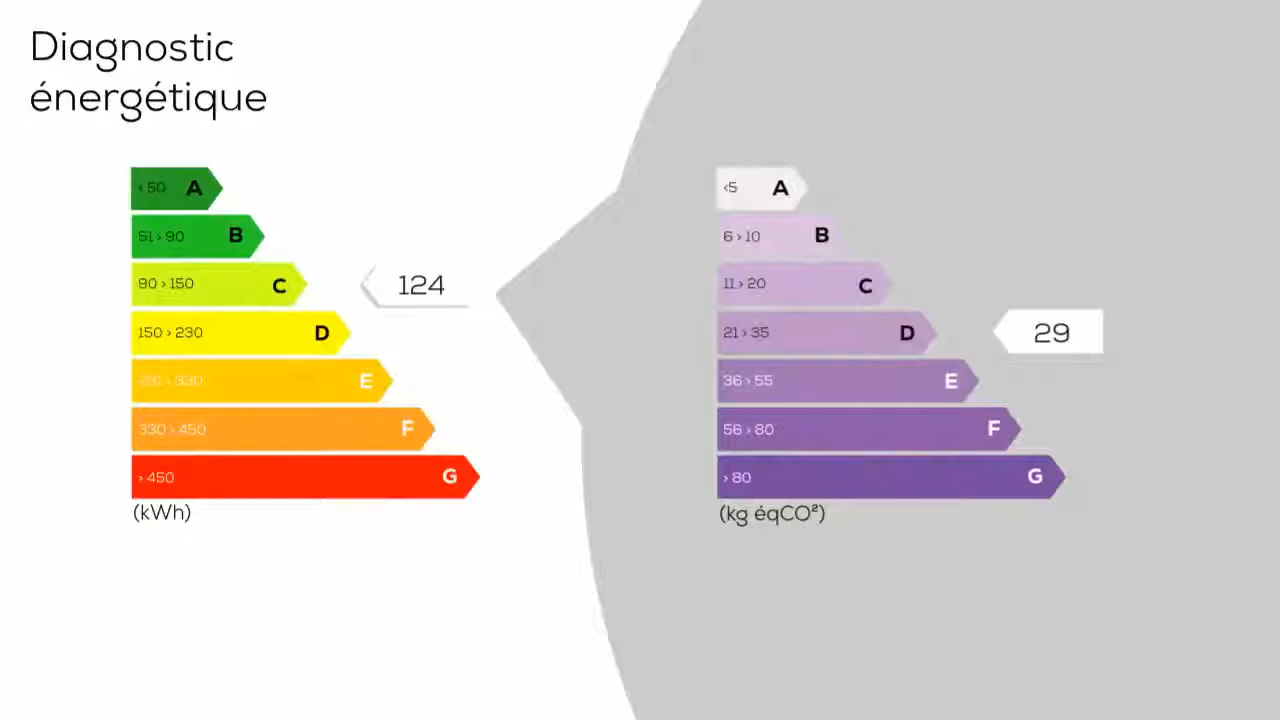 Diagnostic
énergétique
< 50 A
51 > 90 B
90 > 150 C
124
150 > 230 D
E
330 > 450 F
> 450 G
(kWh)
<5 A
6 > 10 B
11 > 20 C
21 > 35 D
29
36 > 55 E
56 > 80 F
> 80 G
(kg éqCO²)